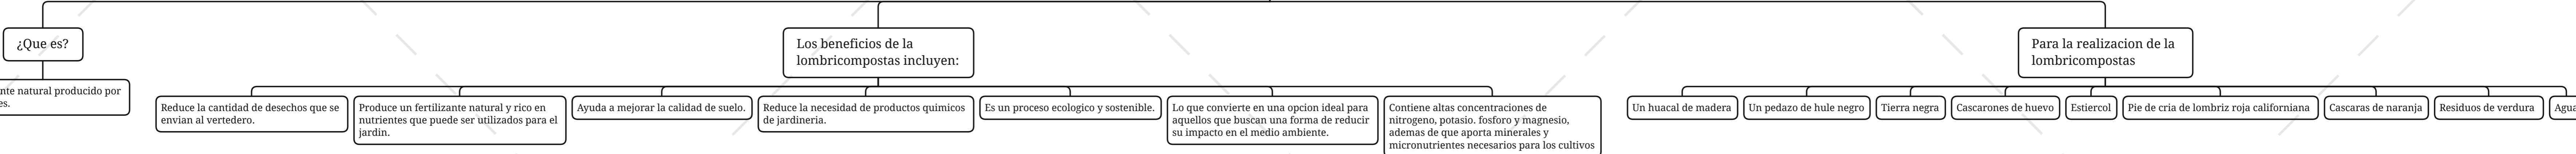 ¿Que es?
Los beneficios de la
lombricompostas incluyen:
Para la realizacion de la
lombricompostas
natural producido por
Reduce la cantidad de desechos que se
envian al vertedero.
Produce un fertilizante natural y rico en
nutrientes que puede ser utilizados para el
jardin.
Ayuda a mejorar la calidad de suelo.
Reduce la necesidad de productos quimicos
de jardineria.
Es un proceso ecologico y sostenible.
Lo que convierte en una opcion ideal para
aquellos que buscan una forma de reducir
su impacto en el medio ambiente.
Contiene altas concentraciones de
nitrogeno, potasio. fosforo y magnesio,
ademas de que aporta minerales y
micronutrientes necesarios para los cultivos
Un huacal de madera
Un pedazo de hule negro
Tierra negra
Cascarones de huevo
Estiercol
Pie de cria de lombriz roja californiana
Cascaras de naranja
Residuos de verdura